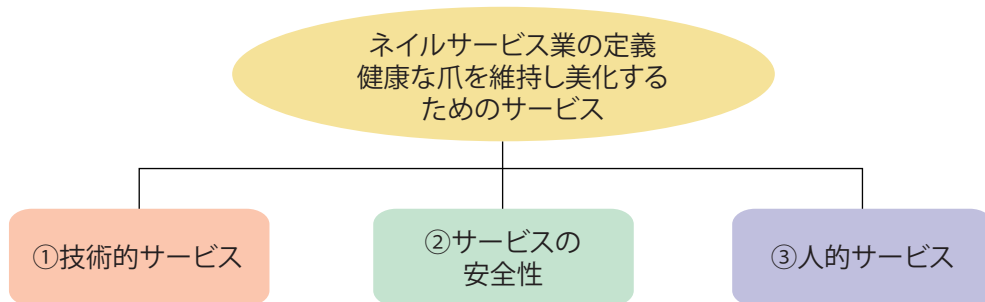 ネイルサービス業の定義
健康な爪を維持し美化する
ためのサービス
①技術的サービス
②サービスの
安全性
③人的サービス